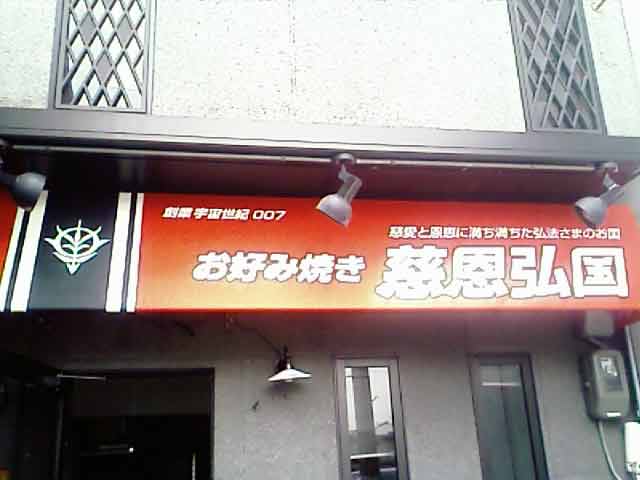 創業 宇宙世紀 007
慈愛と恩恵に満ち満ちた弘法さまのお国
お好み焼き 慈恩弘国